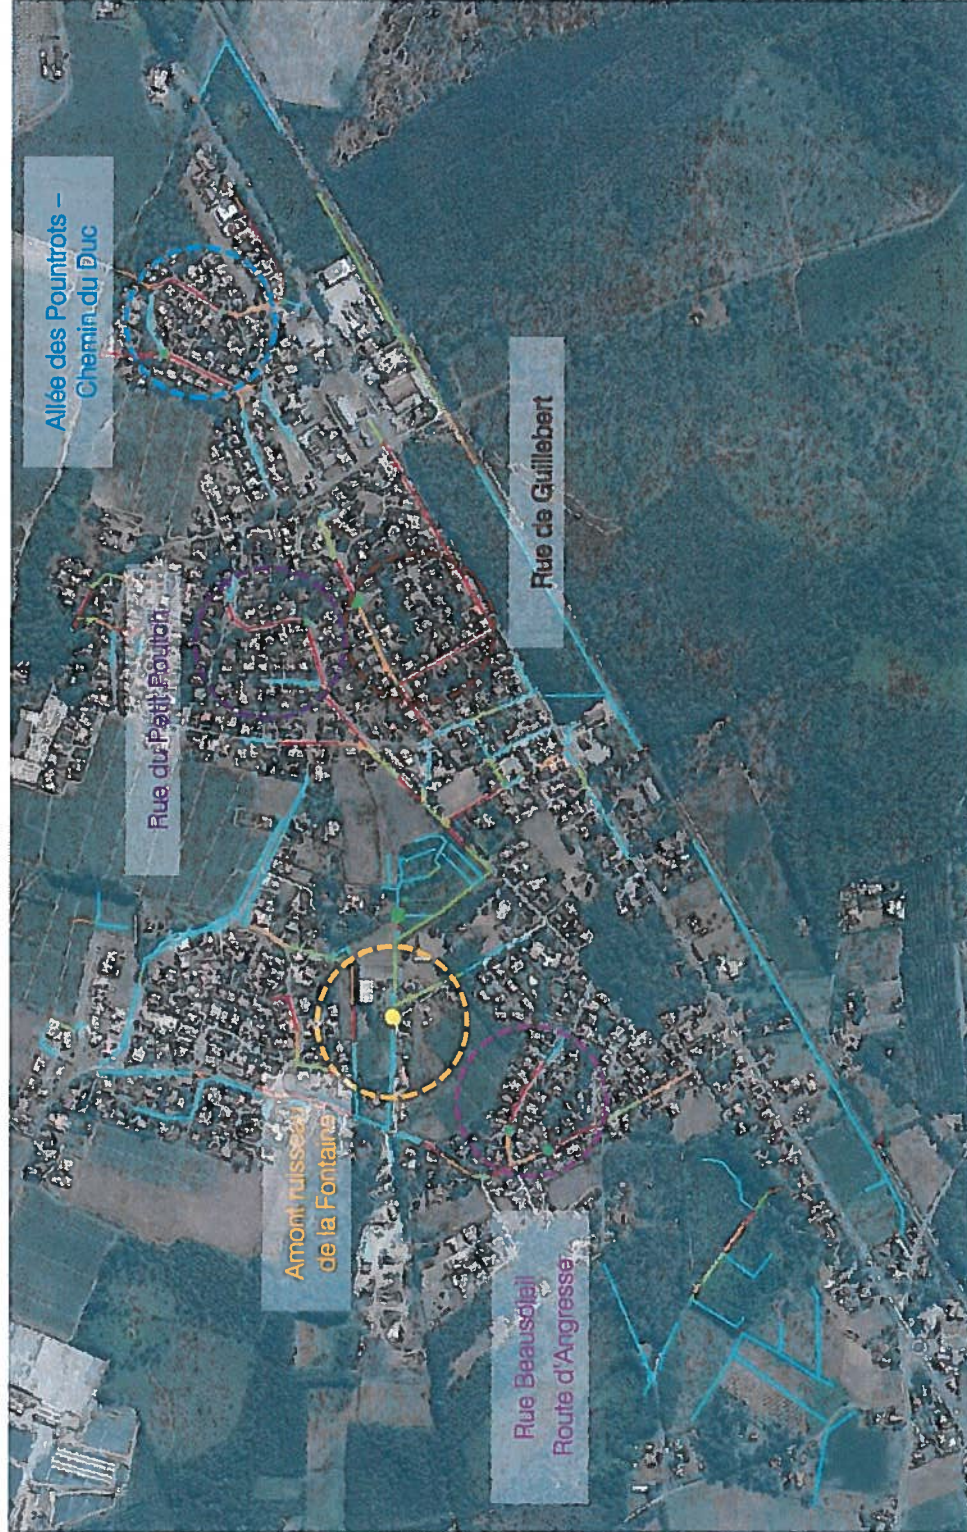 Allée des Pountrots –
Chemin du Duc
Rue du Petit Poulon
Rue de Guillebert
Amont ruisseau
de la Fontaine
Rue Beausoleil
Route d'Angresse